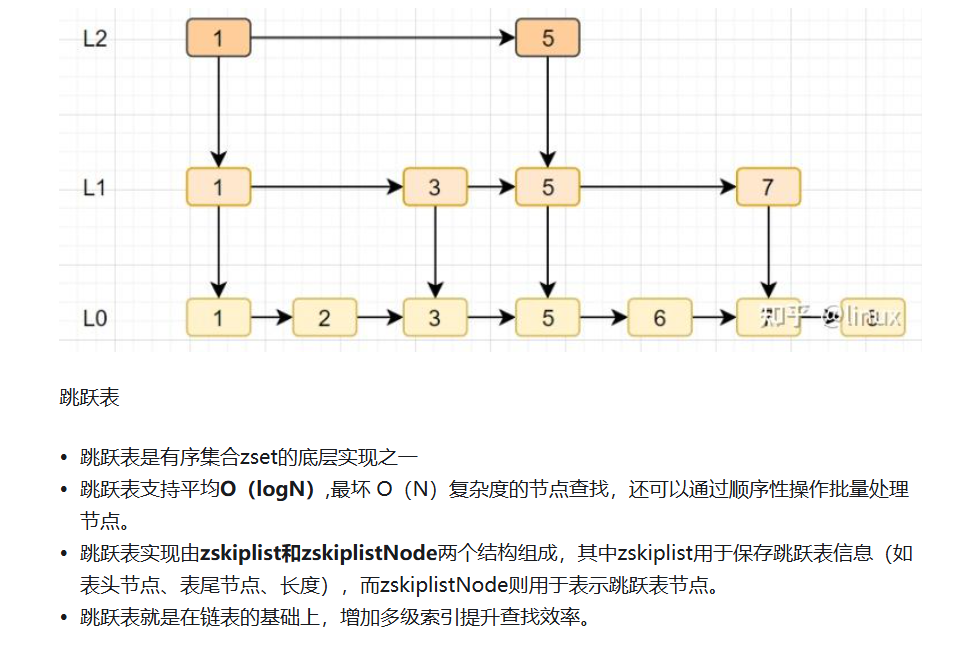 L2 1 5
L1 1 3 5 7
L0 1 2 3 5 6 7
知乎 @linux
跳跃表
• 跳跃表是有序集合zset的底层实现之一
• 跳跃表支持平均O（logN）,最坏 O（N）复杂度的节点查找，还可以通过顺序性操作批量处理
节点。
• 跳跃表实现由zskiplist和zskiplistNode两个结构组成，其中zskiplist用于保存跳跃表信息（如
表头节点、表尾节点、长度），而zskiplistNode则用于表示跳跃表节点。
• 跳跃表就是在链表的基础上，增加多级索引提升查找效率。